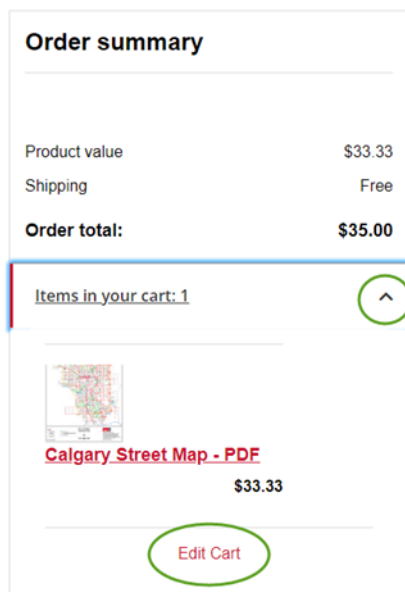 Order summary
Product value $33.33
Shipping Free
Order total: $35.00
Items in your cart: 1
Calgary Street Map - PDF
$33.33
Edit Cart